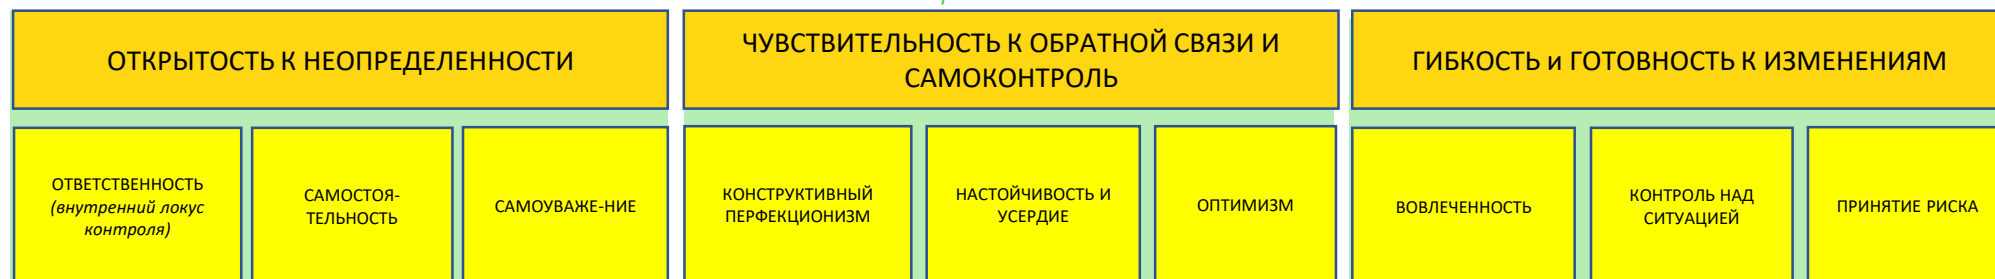 ОТКРЫТОСТЬ К НЕОПРЕДЕЛЕННОСТИ
ЧУВСТВИТЕЛЬНОСТЬ К ОБРАТНОЙ СВЯЗИ И
САМОКОНТРОЛЬ
ГИБКОСТЬ и ГОТОВНОСТЬ К ИЗМЕНЕНИЯМ
ОТВЕТСТВЕННОСТЬ
(внутренний локус
контроля)
САМОСТОЯ-
ТЕЛЬНОСТЬ
САМОУВАЖЕ-НИЕ
КОНСТРУКТИВНЫЙ
ПЕРФЕКЦИОНИЗМ
НАСТОЙЧИВОСТЬ И
УСЕРДИЕ
ОПТИМИЗМ
ВОВЛЕЧЕННОСТЬ
КОНТРОЛЬ НАД
СИТУАЦИЕЙ
ПРИНЯТИЕ РИСКА